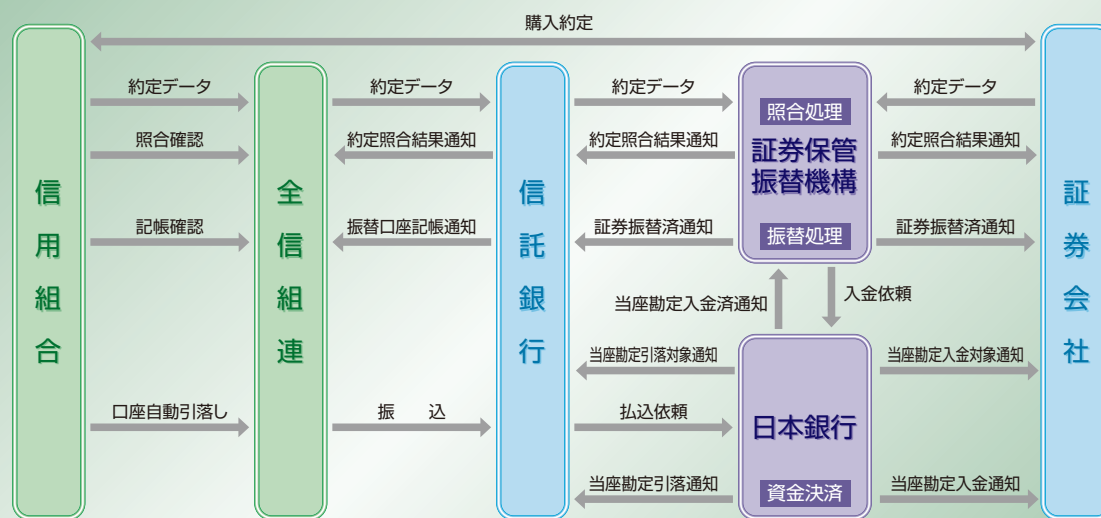 購入約定
約定データ
約定データ
約定データ
約定データ
照合処理
照合確認
約定照合結果通知
約定照合結果通知
約定照合結果通知
証券保管
振替機構
信用組合
全信組連
信託銀行
証券会社
記帳確認
振替口座記帳通知
証券振替済通知
振替処理
証券振替済通知
当座勘定入金済通知
入金依頼
当座勘定引落対象通知
当座勘定入金対象通知
口座自動引落し
振 込
払込依頼
日本銀行
当座勘定引落通知
資金決済
当座勘定入金通知